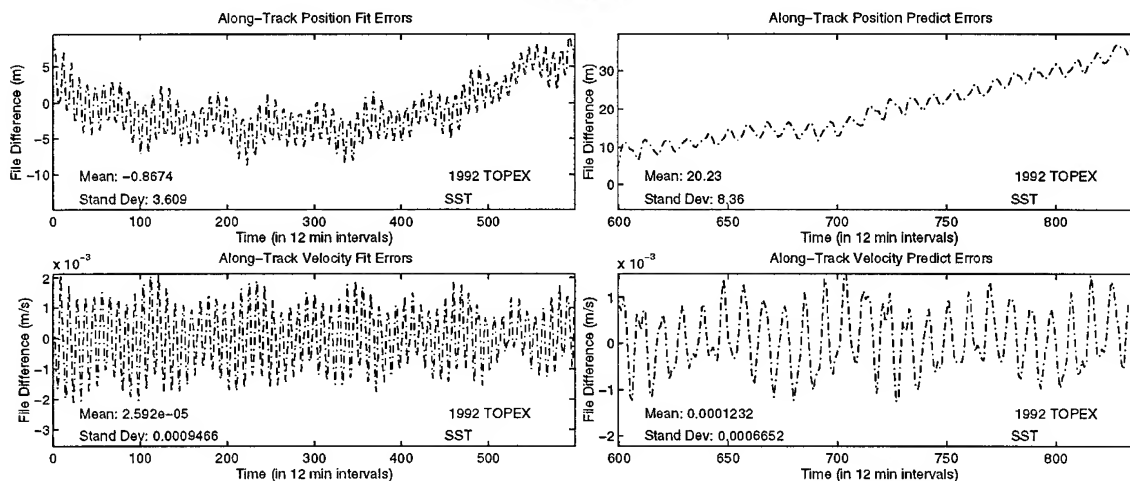 Along-Track Position Fit Errors
File Difference (m)
5
0
-5
-10
Mean: -0.8674
1992 TOPEX
Stand Dev: 3.609
SST
0 100 200 300 400 500
Time (in 12 min intervals)
Along-Track Position Predict Errors
File Difference (m)
30
20
10
0
Mean: 20.23
1992 TOPEX
Stand Dev: 8.36
SST
600 650 700 750 800
Time (in 12 min intervals)
x 10⁻³
Along-Track Velocity Fit Errors
File Difference (m/s)
2
1
0
-1
-2
-3
Mean: 2.592e-05
1992 TOPEX
Stand Dev: 0.0009466
SST
0 100 200 300 400 500
Time (in 12 min intervals)
x 10⁻³
Along-Track Velocity Predict Errors
File Difference (m/s)
1
0
-1
-2
Mean: 0.0001232
1992 TOPEX
Stand Dev: 0.0006652
SST
600 650 700 750 800
Time (in 12 min intervals)